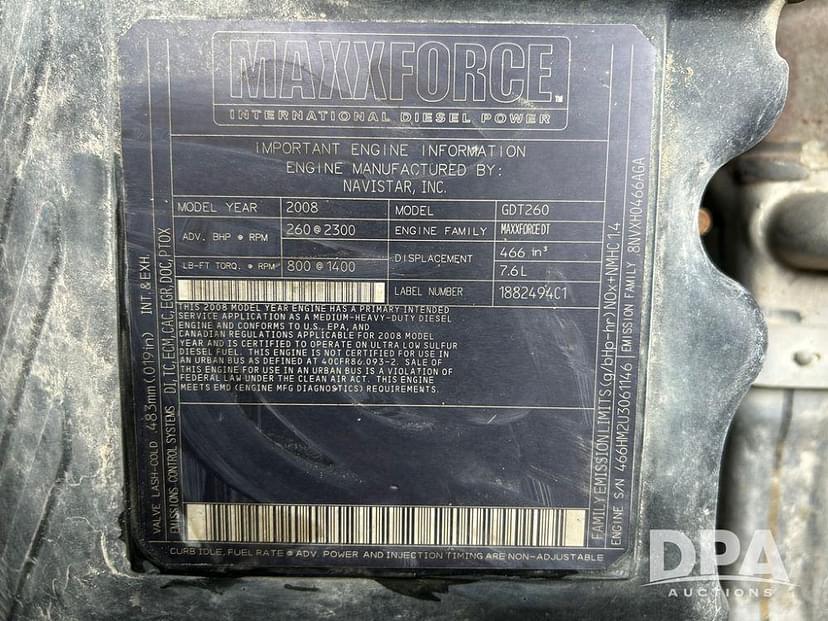 MAXXFORCE™
INTERNATIONAL DIESEL POWER
IMPORTANT ENGINE INFORMATION
ENGINE MANUFACTURED BY:
NAVISTAR, INC.
MODEL YEAR 2008 MODEL GDT260
ADV. BHP @ RPM 260@2300 ENGINE FAMILY MAXXFORCE DT
LB-FT TORQ. @ RPM 800 @ 1400 DISPLACEMENT 466 in³
7.6 L
LABEL NUMBER 1882494C1
THIS 2008 MODEL YEAR ENGINE HAS A PRIMARY INTENDED
SERVICE APPLICATION AS A MEDIUM-HEAVY-DUTY DIESEL
ENGINE AND CONFORMS TO U.S., EPA, AND
CANADIAN REGULATIONS APPLICABLE FOR 2008 MODEL
YEAR AND IS CERTIFIED TO OPERATE ON ULTRA LOW SULFUR
DIESEL FUEL. THIS ENGINE IS NOT CERTIFIED FOR USE IN
AN URBAN BUS AS DEFINED AT 40CFR86.093-2. SALE OF
THIS ENGINE FOR USE IN AN URBAN BUS IS A VIOLATION OF
FEDERAL LAW UNDER THE CLEAN AIR ACT. THIS ENGINE
MEETS EMD (ENGINE MFG DIAGNOSTICS) REQUIREMENTS.
VALVE LASH-COLD .483mm (.019in) INT. & EXH.
EMISSIONS CONTROL SYSTEMS DI, TC, ECM, CAC, EGR, DOC, PTOX
FAMILY EMISSION LIMITS (g/bhp-hr) NOx+NMHC 1.4
ENGINE S/N 466HM2U3061146 EMISSION FAMILY 8NVXH0466AGA
CURB IDLE, FUEL RATE @ ADV. POWER AND INJECTION TIMING ARE NON-ADJUSTABLE
DPA
AUCTIONS